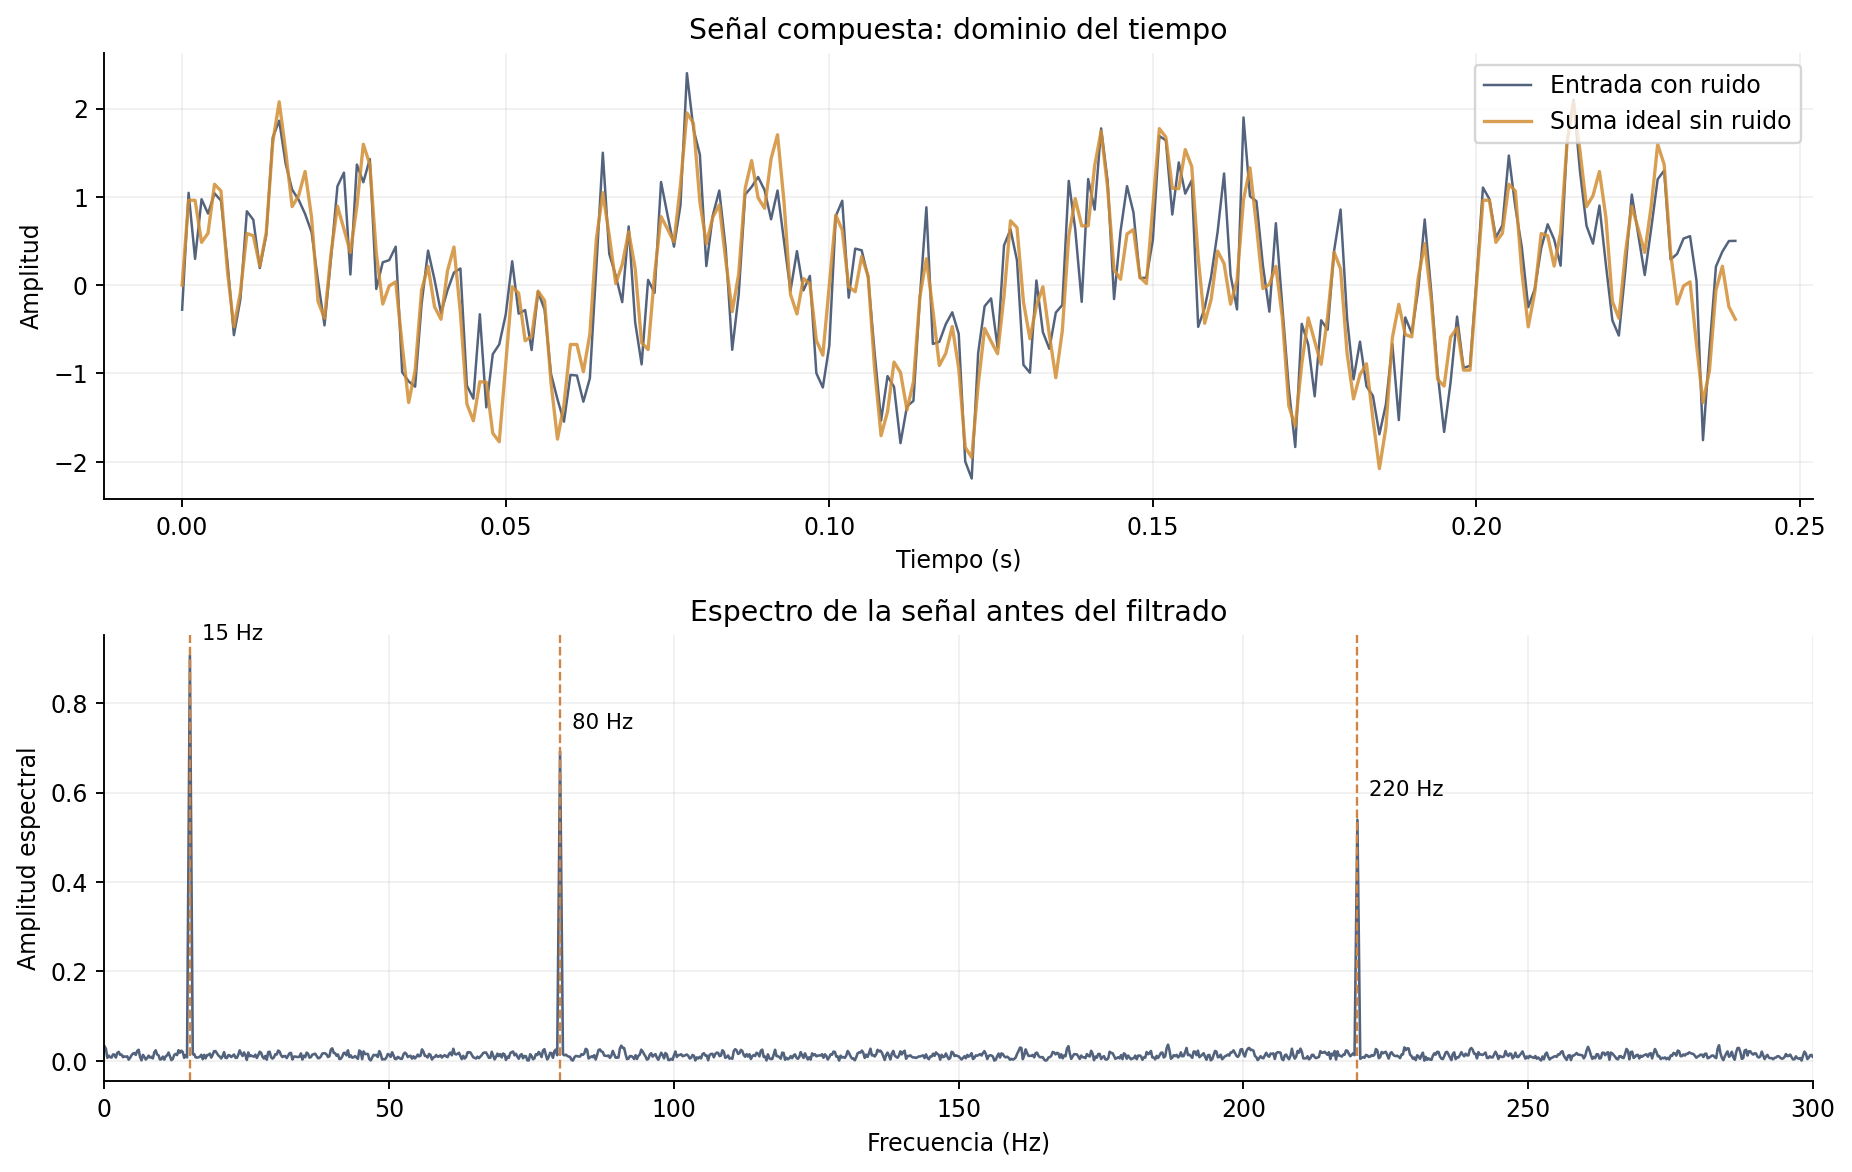 Señal compuesta: dominio del tiempo
Entrada con ruido
Suma ideal sin ruido
Amplitud
2
1
0
−1
−2
0.00
0.05
0.10
0.15
0.20
0.25
Tiempo (s)
Espectro de la señal antes del filtrado
15 Hz
80 Hz
220 Hz
Amplitud espectral
0.8
0.6
0.4
0.2
0.0
0
50
100
150
200
250
300
Frecuencia (Hz)